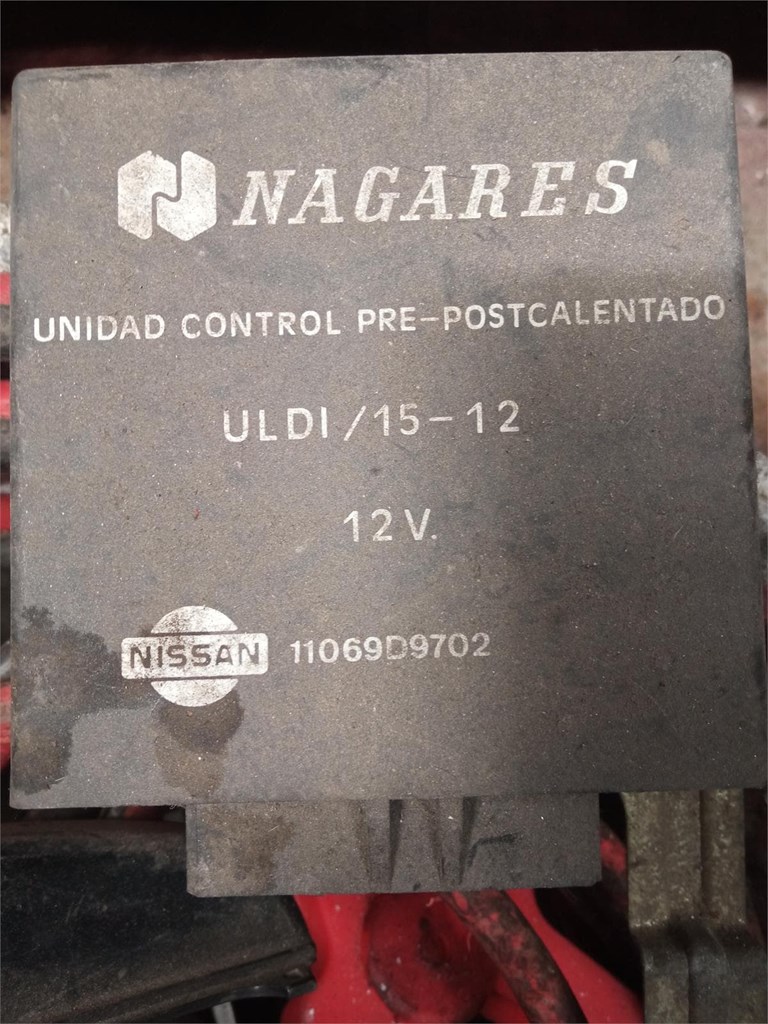 NAGARES
UNIDAD CONTROL PRE-POSTCALENTADO
ULDI/15-12
12V.
NISSAN 11069D9702